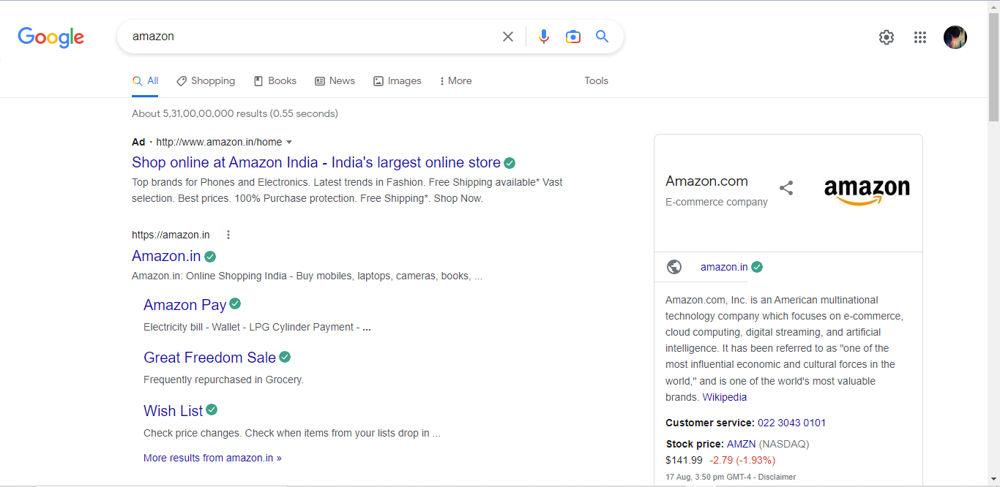 Google
amazon
All Shopping Books News Images More Tools
About 5,31,00,00,000 results (0.55 seconds)
Ad · http://www.amazon.in/home
Shop online at Amazon India - India's largest online store
Top brands for Phones and Electronics. Latest trends in Fashion. Free Shipping available* Vast
selection. Best prices. 100% Purchase protection. Free Shipping*. Shop Now.
https://amazon.in
Amazon.in
Amazon.in: Online Shopping India - Buy mobiles, laptops, cameras, books, ...
Amazon Pay
Electricity bill - Wallet - LPG Cylinder Payment - ...
Great Freedom Sale
Frequently repurchased in Grocery.
Wish List
Check price changes. Check when items from your lists drop in ...
More results from amazon.in »
Amazon.com
E-commerce company
amazon
amazon.in
Amazon.com, Inc. is an American multinational
technology company which focuses on e-commerce,
cloud computing, digital streaming, and artificial
intelligence. It has been referred to as "one of the
most influential economic and cultural forces in the
world," and is one of the world's most valuable
brands. Wikipedia
Customer service: 022 3043 0101
Stock price: AMZN (NASDAQ)
$141.99 -2.79 (-1.93%)
17 Aug, 3:50 pm GMT-4 - Disclaimer